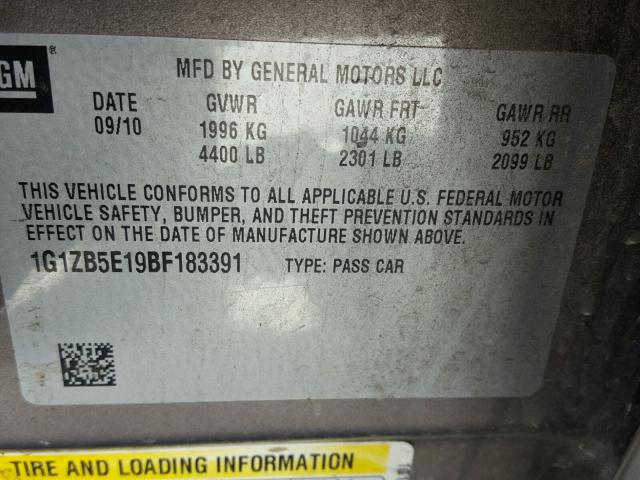 GM®
MFD BY GENERAL MOTORS LLC
DATE GVWR GAWR FRT GAWR RR
09/10 1996 KG 1044 KG 952 KG
4400 LB 2301 LB 2099 LB
THIS VEHICLE CONFORMS TO ALL APPLICABLE U.S. FEDERAL MOTOR
VEHICLE SAFETY, BUMPER, AND THEFT PREVENTION STANDARDS IN
EFFECT ON THE DATE OF MANUFACTURE SHOWN ABOVE.
1G1ZB5E19BF183391 TYPE: PASS CAR
TIRE AND LOADING INFORMATION